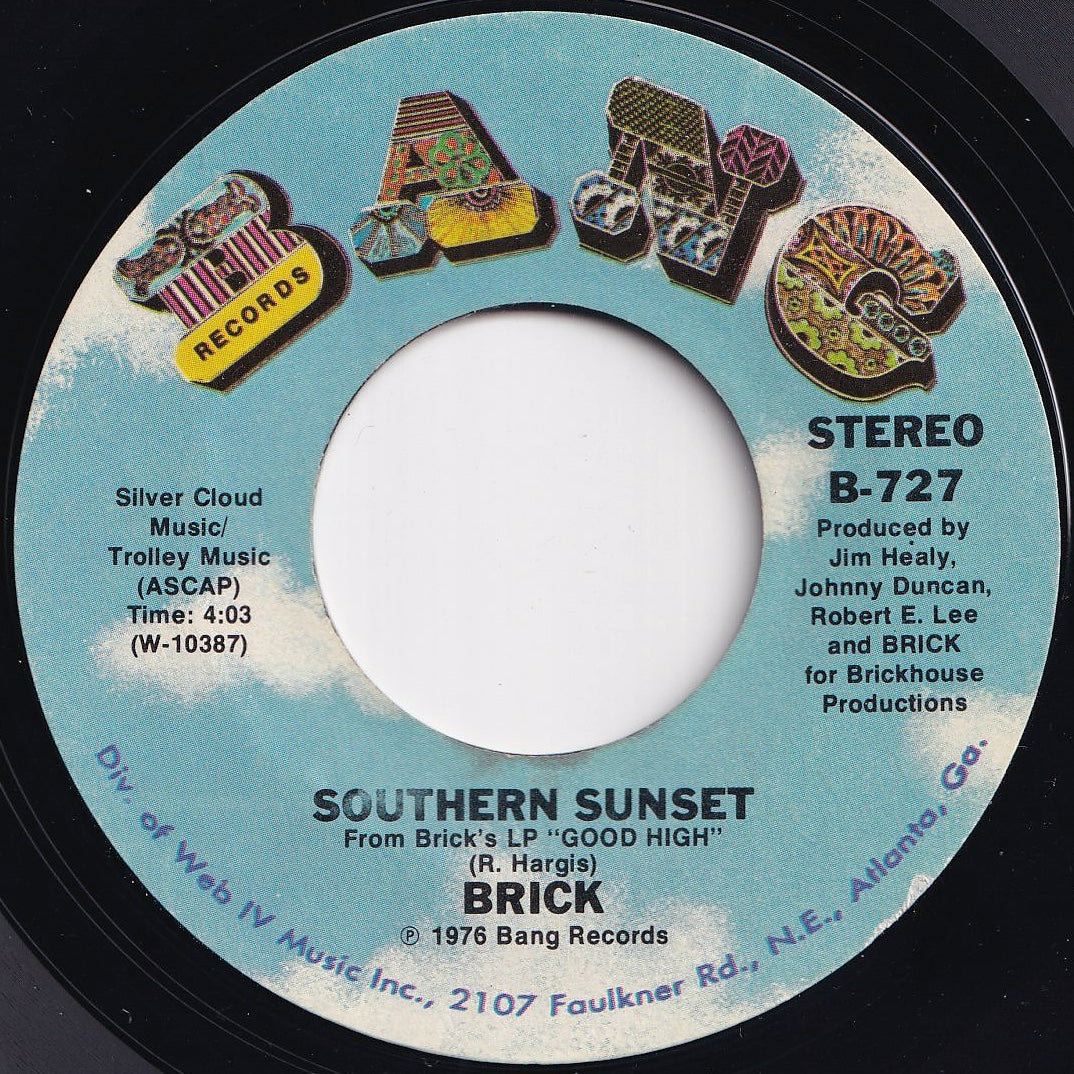 BANG
RECORDS
STEREO
B-727
Produced by
Jim Healy,
Johnny Duncan,
Robert E. Lee
and BRICK
for Brickhouse
Productions
Silver Cloud
Music/
Trolley Music
(ASCAP)
Time: 4:03
(W-10387)
SOUTHERN SUNSET
From Brick's LP "GOOD HIGH"
(R. Hargis)
BRICK
℗ 1976 Bang Records
Div. of Web IV Music Inc., 2107 Faulkner Rd., N.E., Atlanta, Ga.